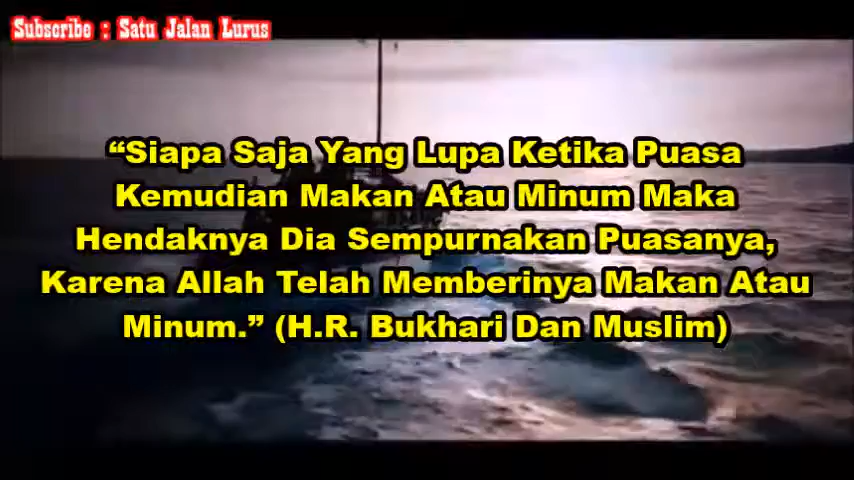 Subscribe : Satu Jalan Lurus
“Siapa Saja Yang Lupa Ketika Puasa
Kemudian Makan Atau Minum Maka
Hendaknya Dia Sempurnakan Puasanya,
Karena Allah Telah Memberinya Makan Atau
Minum.” (H.R. Bukhari Dan Muslim)